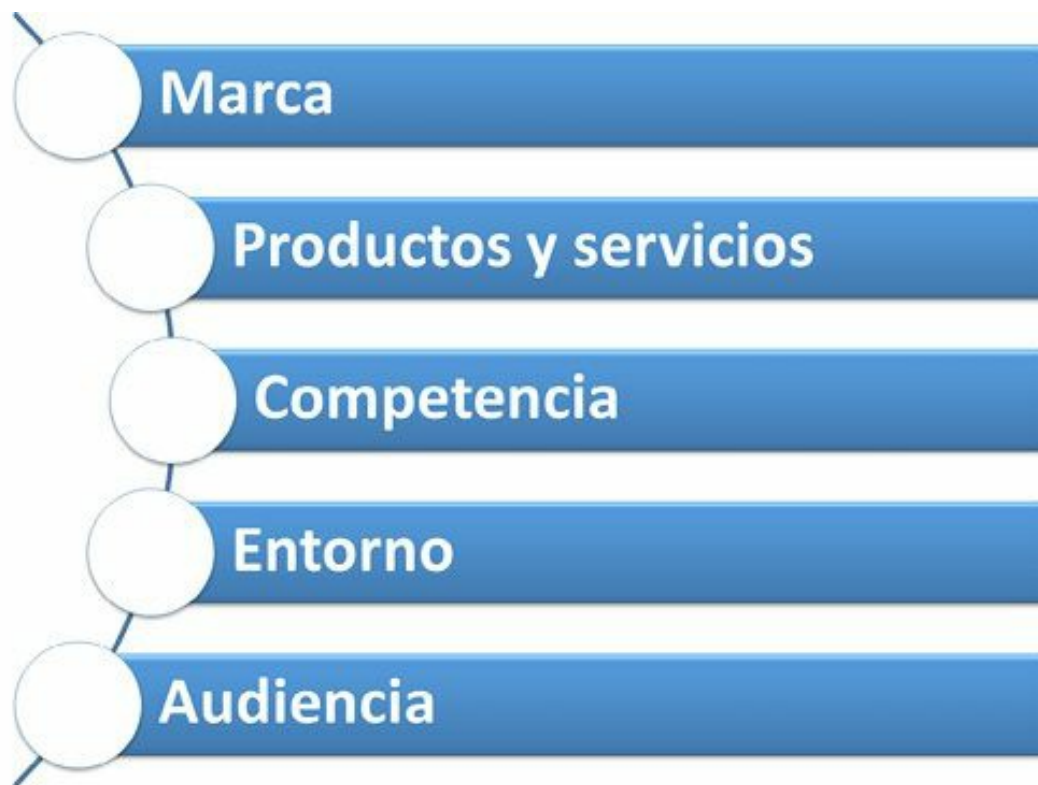 Marca
Productos y servicios
Competencia
Entorno
Audiencia